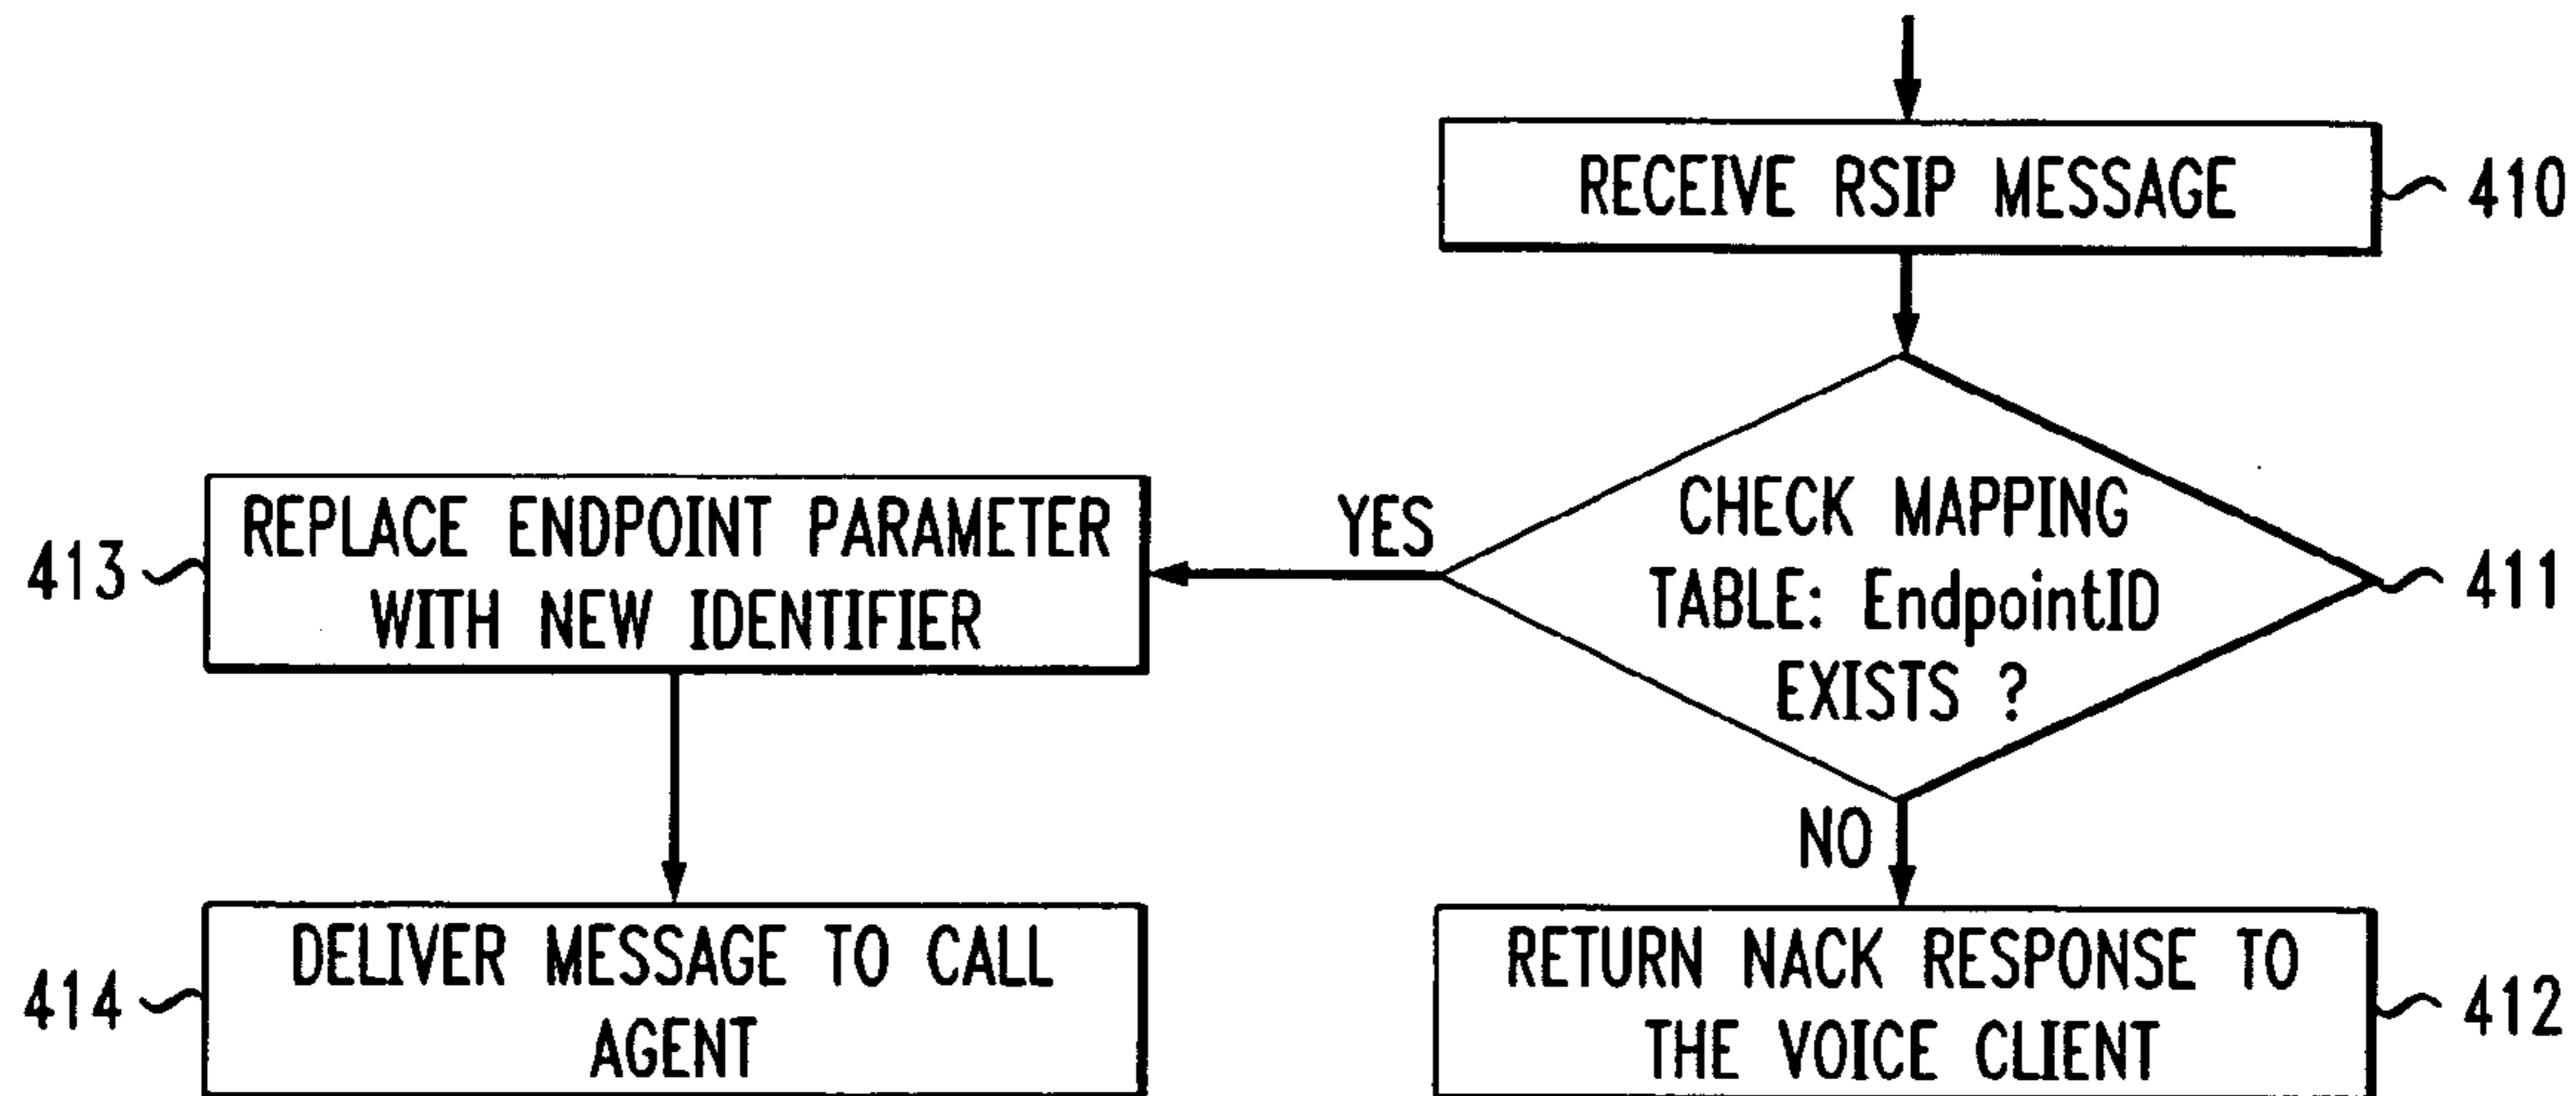 RECEIVE RSIP MESSAGE
410
CHECK MAPPING
TABLE: EndpointID
EXISTS ?
411
YES
REPLACE ENDPOINT PARAMETER
WITH NEW IDENTIFIER
413
NO
DELIVER MESSAGE TO CALL
AGENT
414
RETURN NACK RESPONSE TO
THE VOICE CLIENT
412